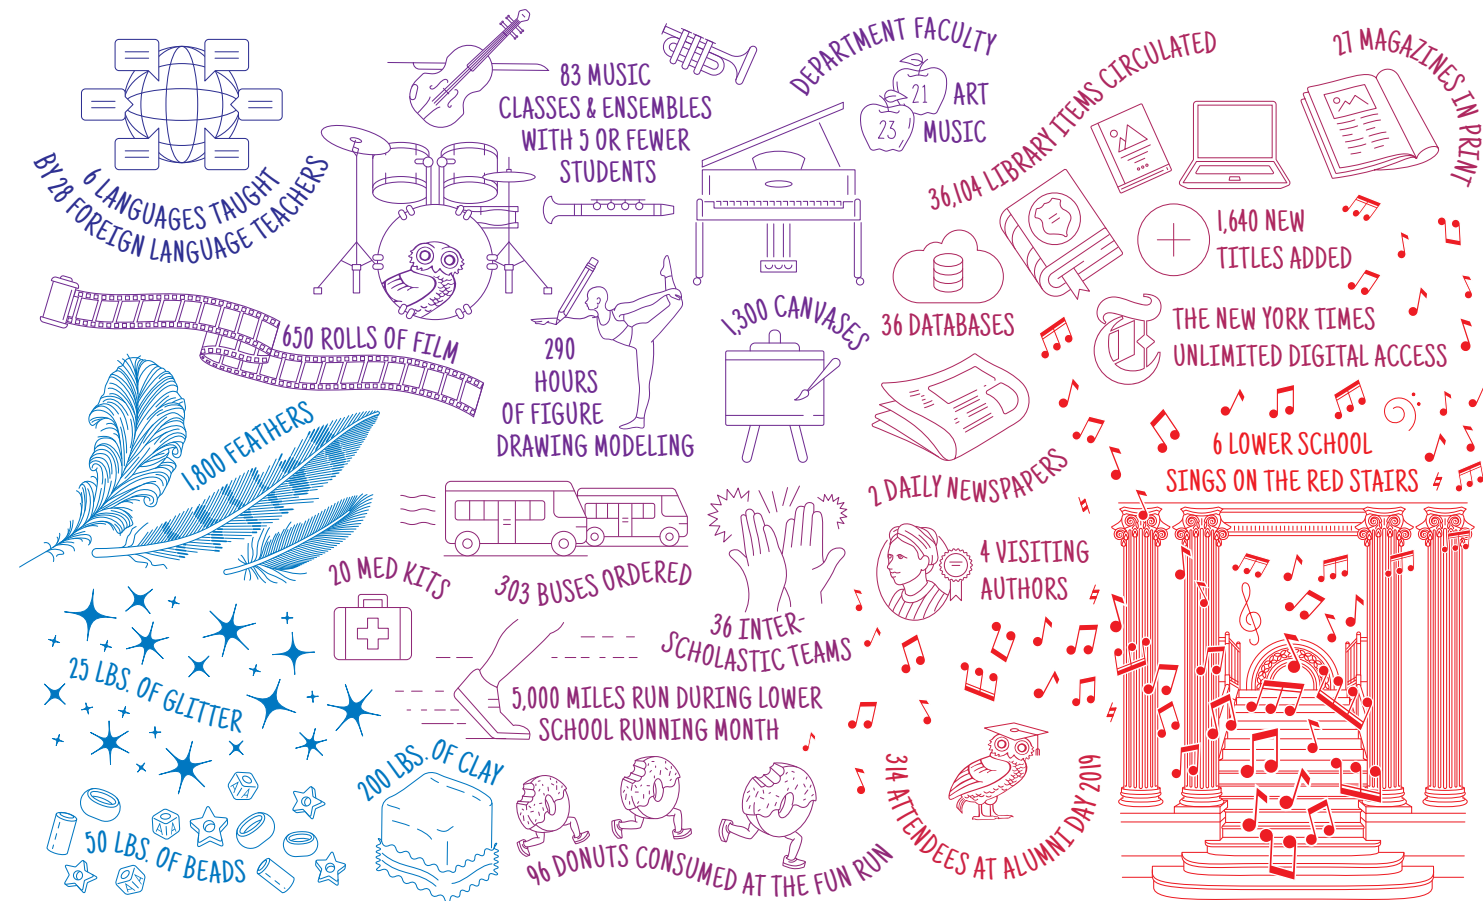 6 LANGUAGES TAUGHT
BY 28 FOREIGN LANGUAGE TEACHERS
83 MUSIC
CLASSES & ENSEMBLES
WITH 5 OR FEWER
STUDENTS
DEPARTMENT FACULTY
21 ART
23 MUSIC
36,104 LIBRARY ITEMS CIRCULATED
27 MAGAZINES IN PRINT
1,640 NEW
TITLES ADDED
36 DATABASES
T
THE NEW YORK TIMES
UNLIMITED DIGITAL ACCESS
650 ROLLS OF FILM
290
HOURS
OF FIGURE
DRAWING MODELING
1,300 CANVASES
1,800 FEATHERS
2 DAILY NEWSPAPERS
6 LOWER SCHOOL
SINGS ON THE RED STAIRS
20 MED KITS
303 BUSES ORDERED
36 INTER-
SCHOLASTIC TEAMS
4 VISITING
AUTHORS
25 LBS. OF GLITTER
5,000 MILES RUN DURING LOWER
SCHOOL RUNNING MONTH
200 LBS. OF CLAY
50 LBS. OF BEADS
96 DONUTS CONSUMED AT THE FUN RUN
314 ATTENDEES AT ALUMNI DAY 2019